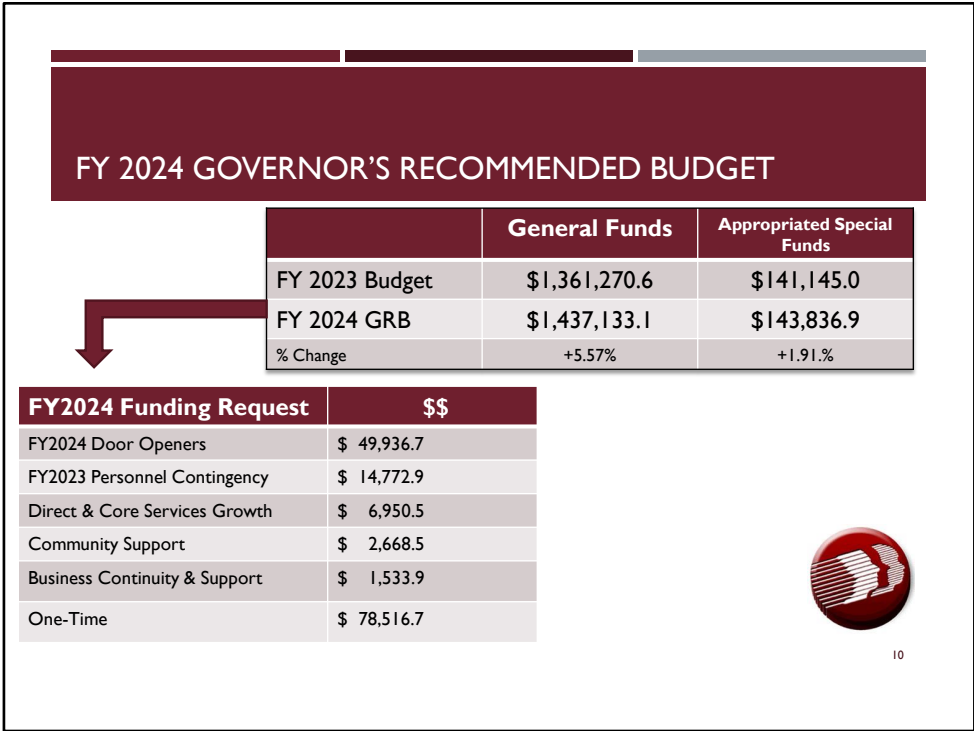 FY 2024 GOVERNOR’S RECOMMENDED BUDGET
General Funds Appropriated Special
Funds
FY 2023 Budget $1,361,270.6 $141,145.0
FY 2024 GRB $1,437,133.1 $143,836.9
% Change +5.57% +1.91.%
FY2024 Funding Request $$
FY2024 Door Openers $ 49,936.7
FY2023 Personnel Contingency $ 14,772.9
Direct & Core Services Growth $ 6,950.5
Community Support $ 2,668.5
Business Continuity & Support $ 1,533.9
One-Time $ 78,516.7
10